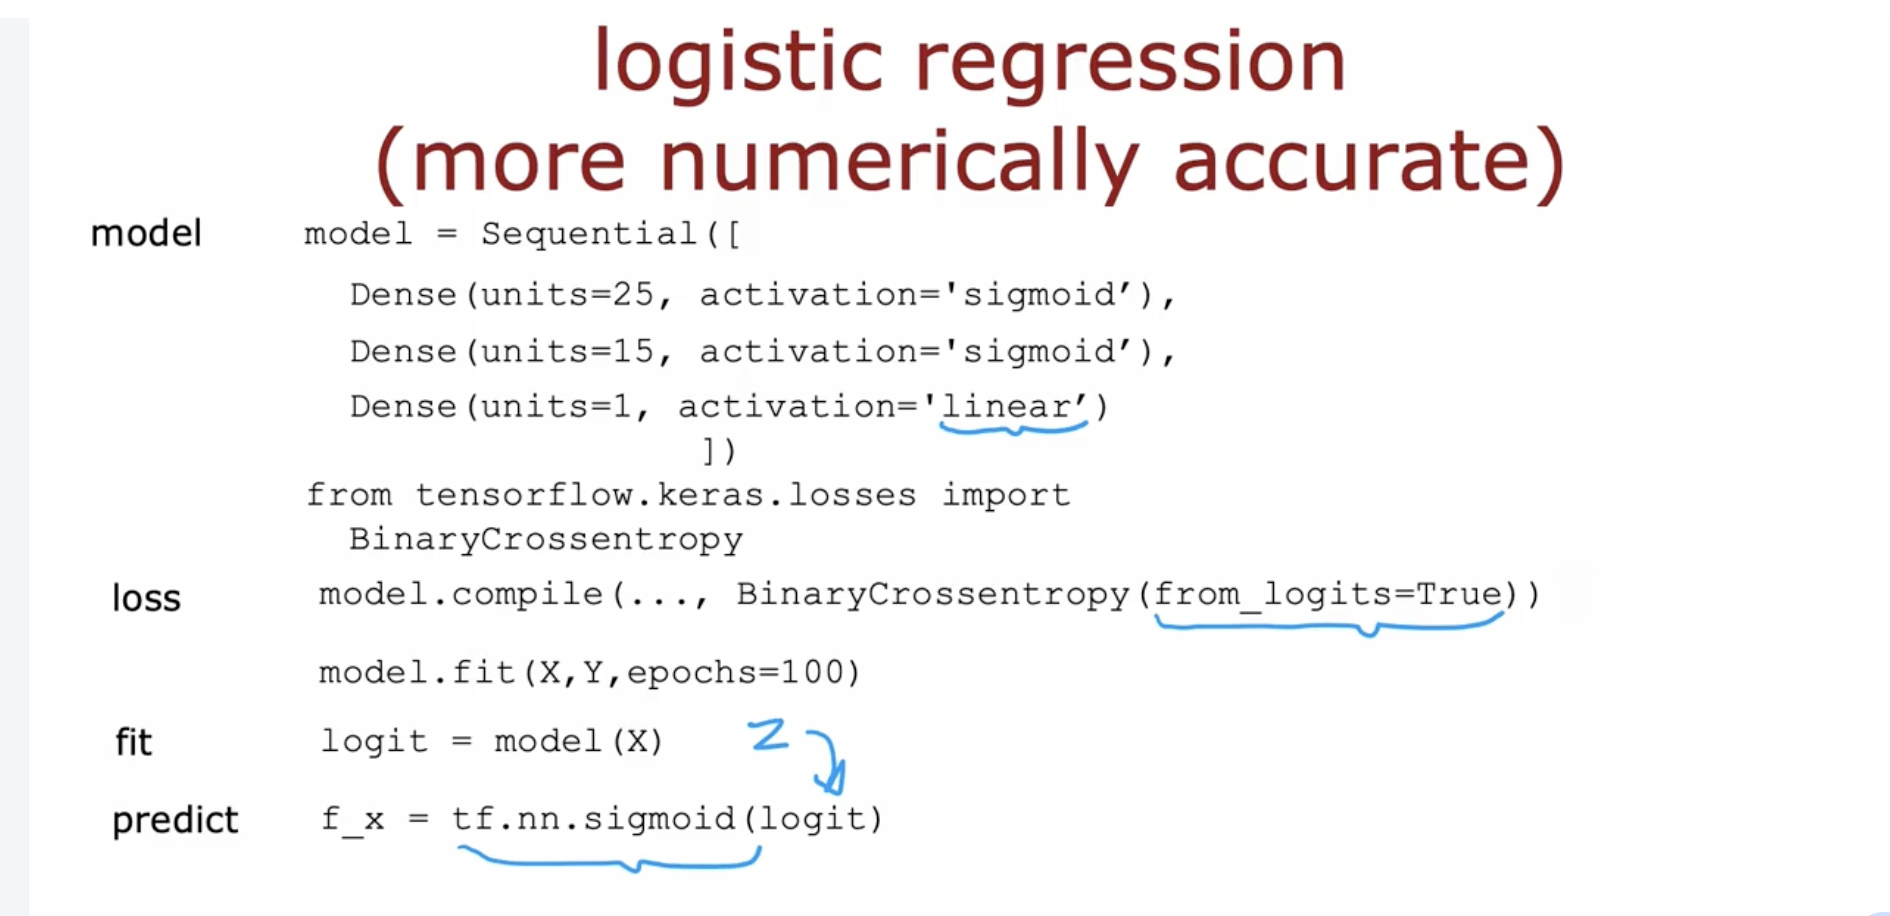 logistic regression
(more numerically accurate)
model model = Sequential([
Dense(units=25, activation='sigmoid’),
Dense(units=15, activation='sigmoid’),
Dense(units=1, activation='linear’)
])
from tensorflow.keras.losses import
BinaryCrossentropy
loss model.compile(..., BinaryCrossentropy(from_logits=True))
model.fit(X,Y,epochs=100)
fit logit = model(X) z
predict f_x = tf.nn.sigmoid(logit)